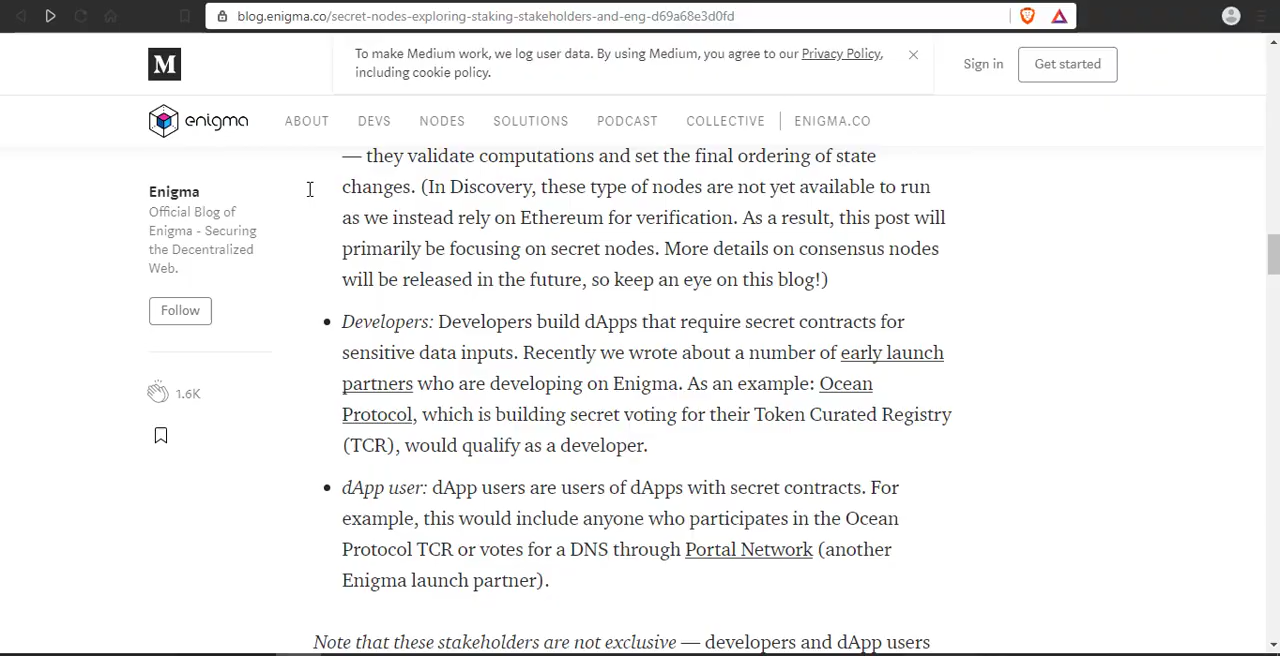 blog.enigma.co/secret-nodes-exploring-staking-stakeholders-and-eng-d69a68e3d0fd
M
To make Medium work, we log user data. By using Medium, you agree to our Privacy Policy,
including cookie policy.
Sign in
Get started
enigma
ABOUT DEVS NODES SOLUTIONS PODCAST COLLECTIVE ENIGMA.CO
Enigma
Official Blog of
Enigma - Securing
the Decentralized
Web.
Follow
1.6K
— they validate computations and set the final ordering of state
changes. (In Discovery, these type of nodes are not yet available to run
as we instead rely on Ethereum for verification. As a result, this post will
primarily be focusing on secret nodes. More details on consensus nodes
will be released in the future, so keep an eye on this blog!)
• Developers: Developers build dApps that require secret contracts for
sensitive data inputs. Recently we wrote about a number of early launch
partners who are developing on Enigma. As an example: Ocean
Protocol, which is building secret voting for their Token Curated Registry
(TCR), would qualify as a developer.
• dApp user: dApp users are users of dApps with secret contracts. For
example, this would include anyone who participates in the Ocean
Protocol TCR or votes for a DNS through Portal Network (another
Enigma launch partner).
Note that these stakeholders are not exclusive — developers and dApp users